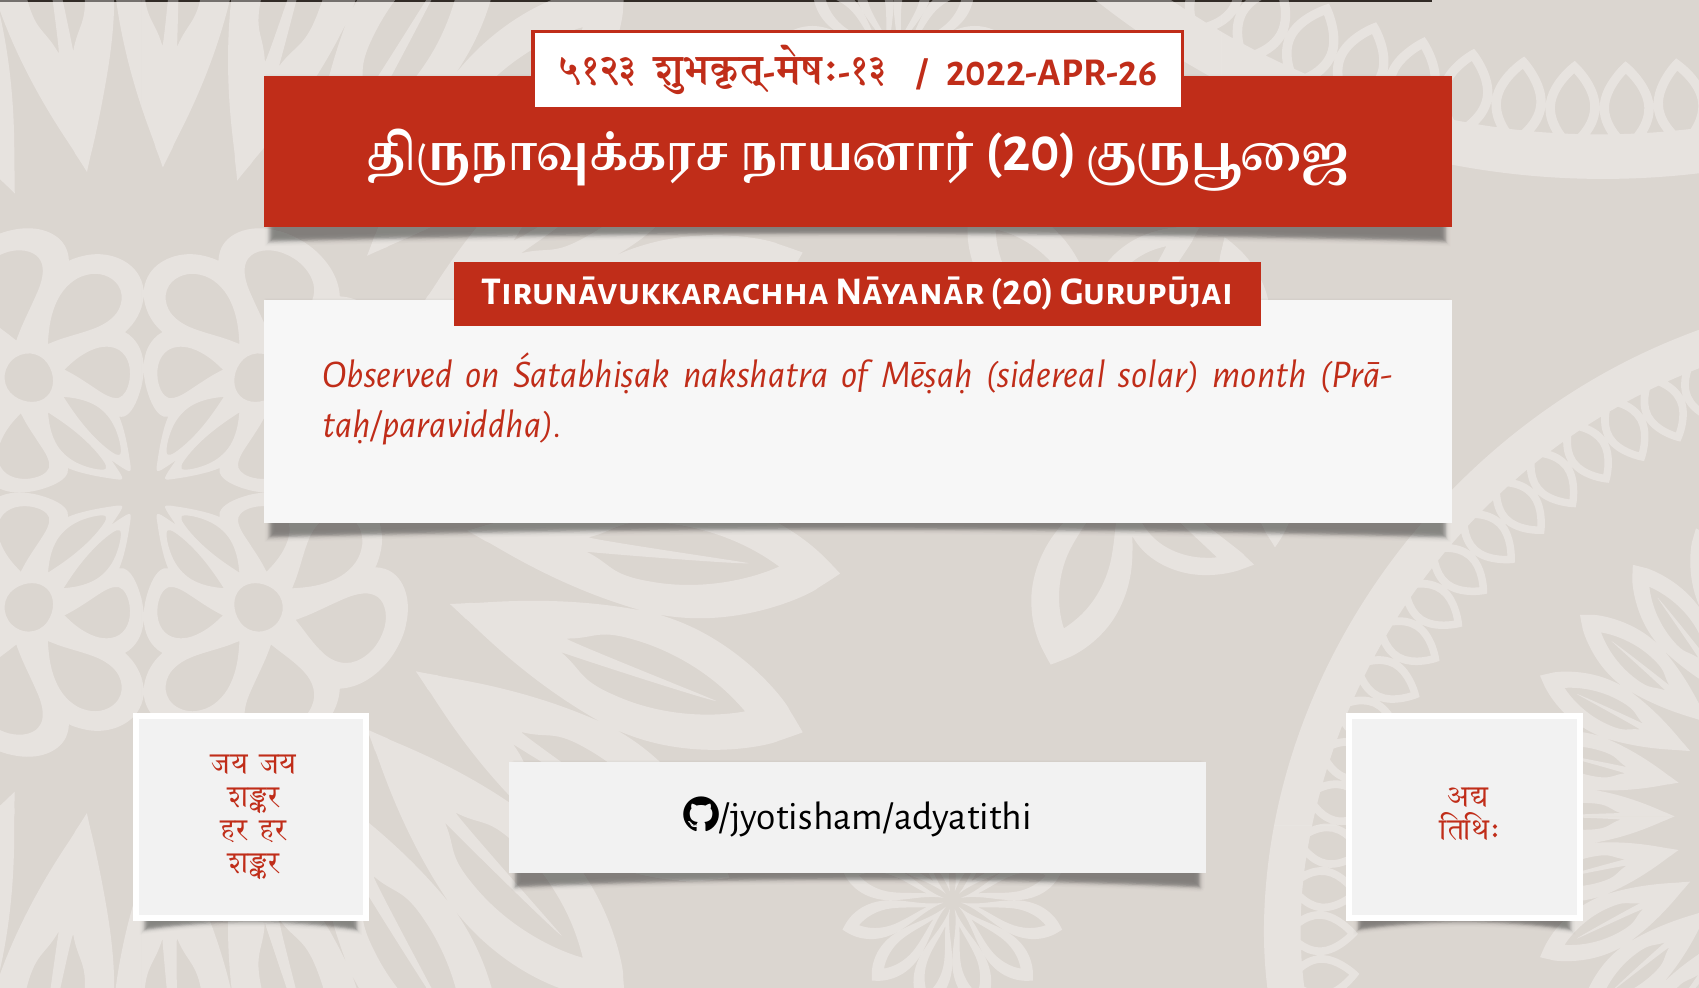 ५१२३ शुभकृत्-मेषः-१३ / 2022-APR-26
திருநாவுக்கரச நாயனார் (20) குருபூஜை
Tirunāvukkarachha Nāyanār (20) Gurupūjai
Observed on Śatabhiṣak nakshatra of Mēṣaḥ (sidereal solar) month (Prā-
taḥ/paraviddha).
जय जय
शङ्कर
हर हर
शङ्कर
/jyotisham/adyatithi
अद्य
तिथिः